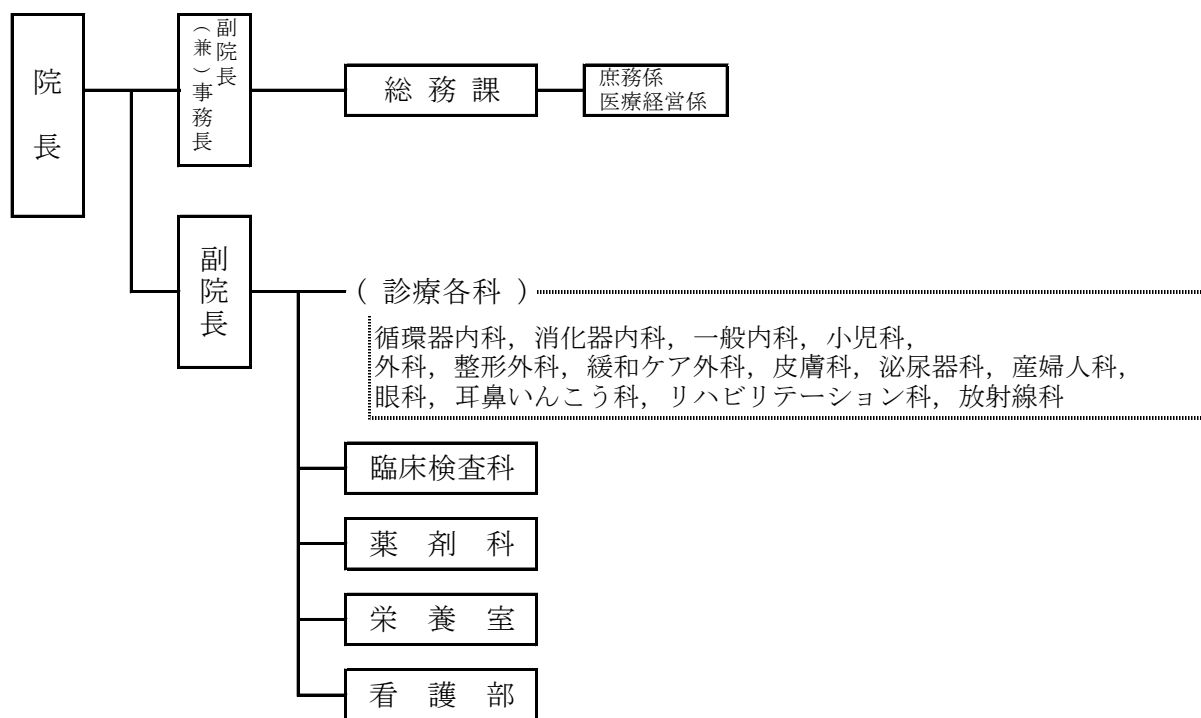 院長
副院長
(兼)事務長
総務課
庶務係
医療経営係
副院長
(診療各科)
循環器内科,消化器内科,一般内科,小児科,
外科,整形外科,緩和ケア外科,皮膚科,泌尿器科,産婦人科,
眼科,耳鼻いんこう科,リハビリテーション科,放射線科
臨床検査科
薬剤科
栄養室
看護部